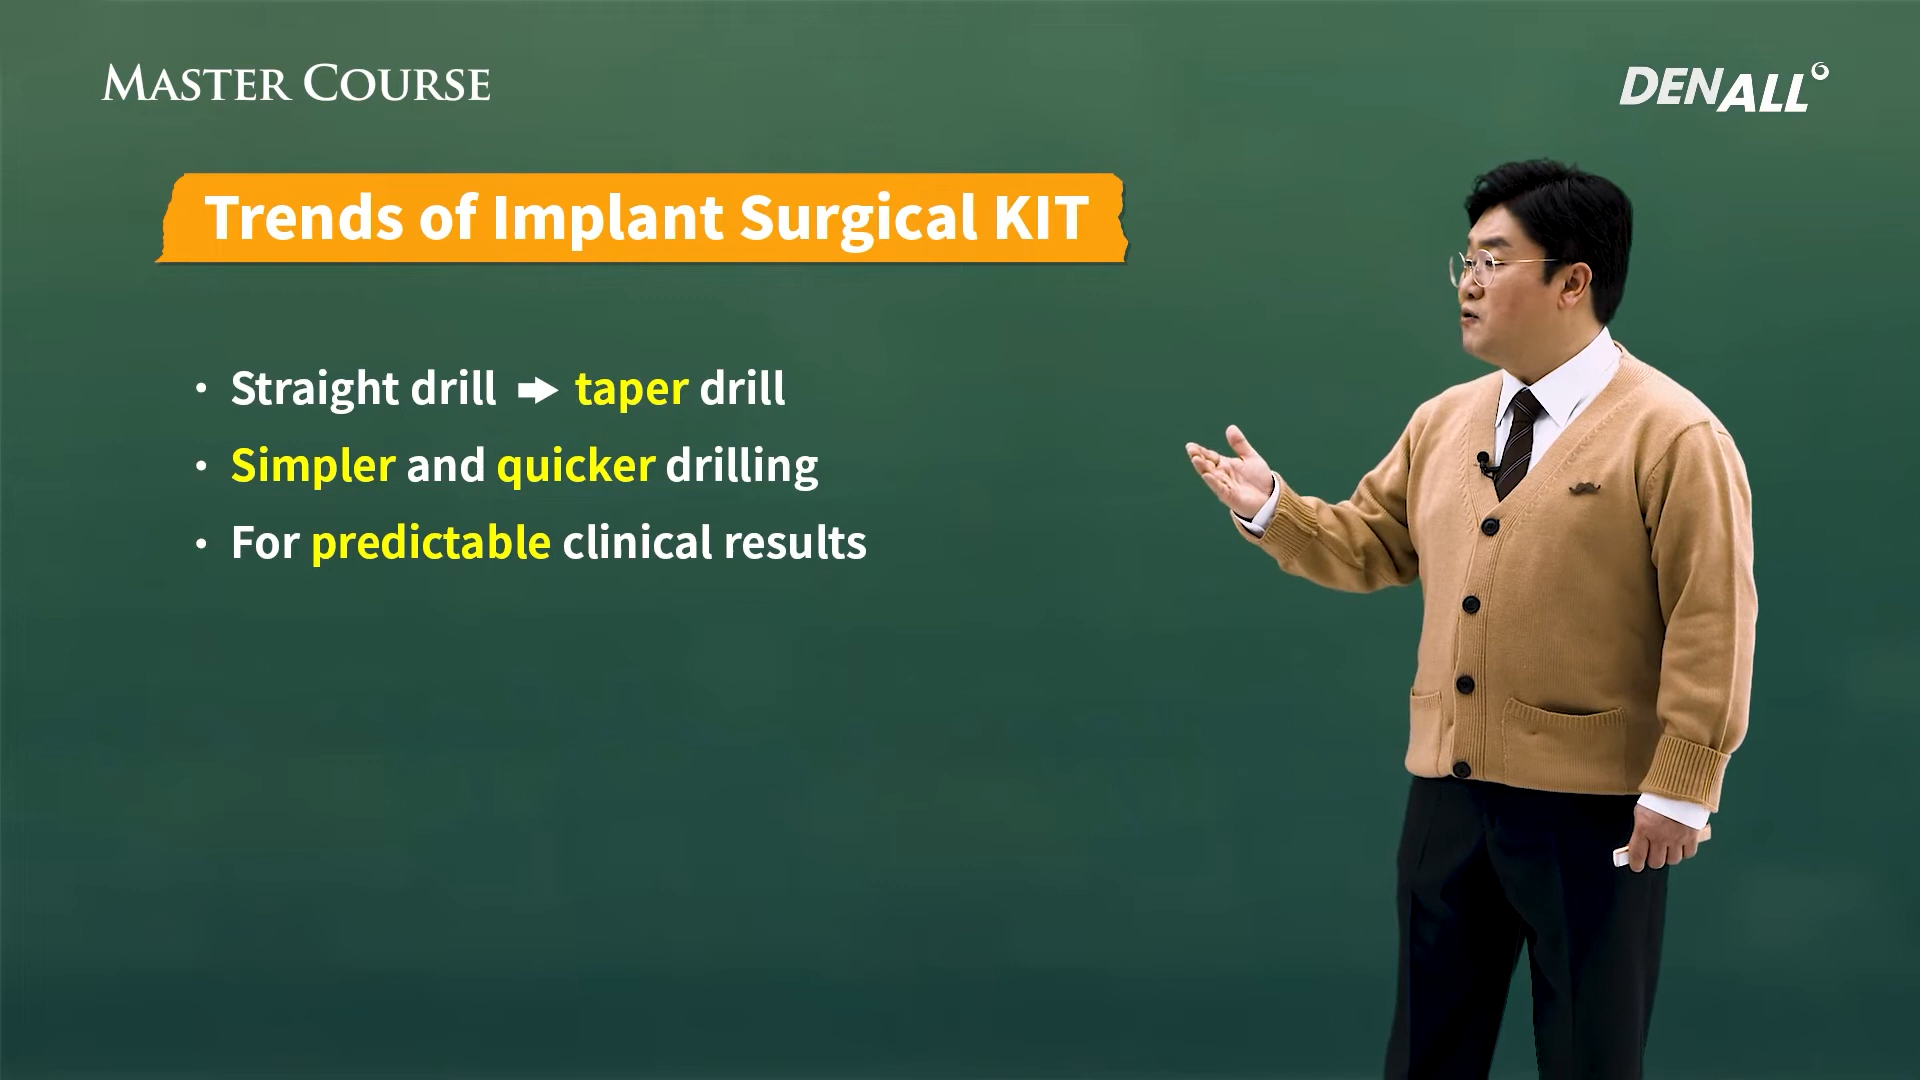 MASTER COURSE
DENALL
Trends of Implant Surgical KIT
• Straight drill ➡ taper drill
• Simpler and quicker drilling
• For predictable clinical results